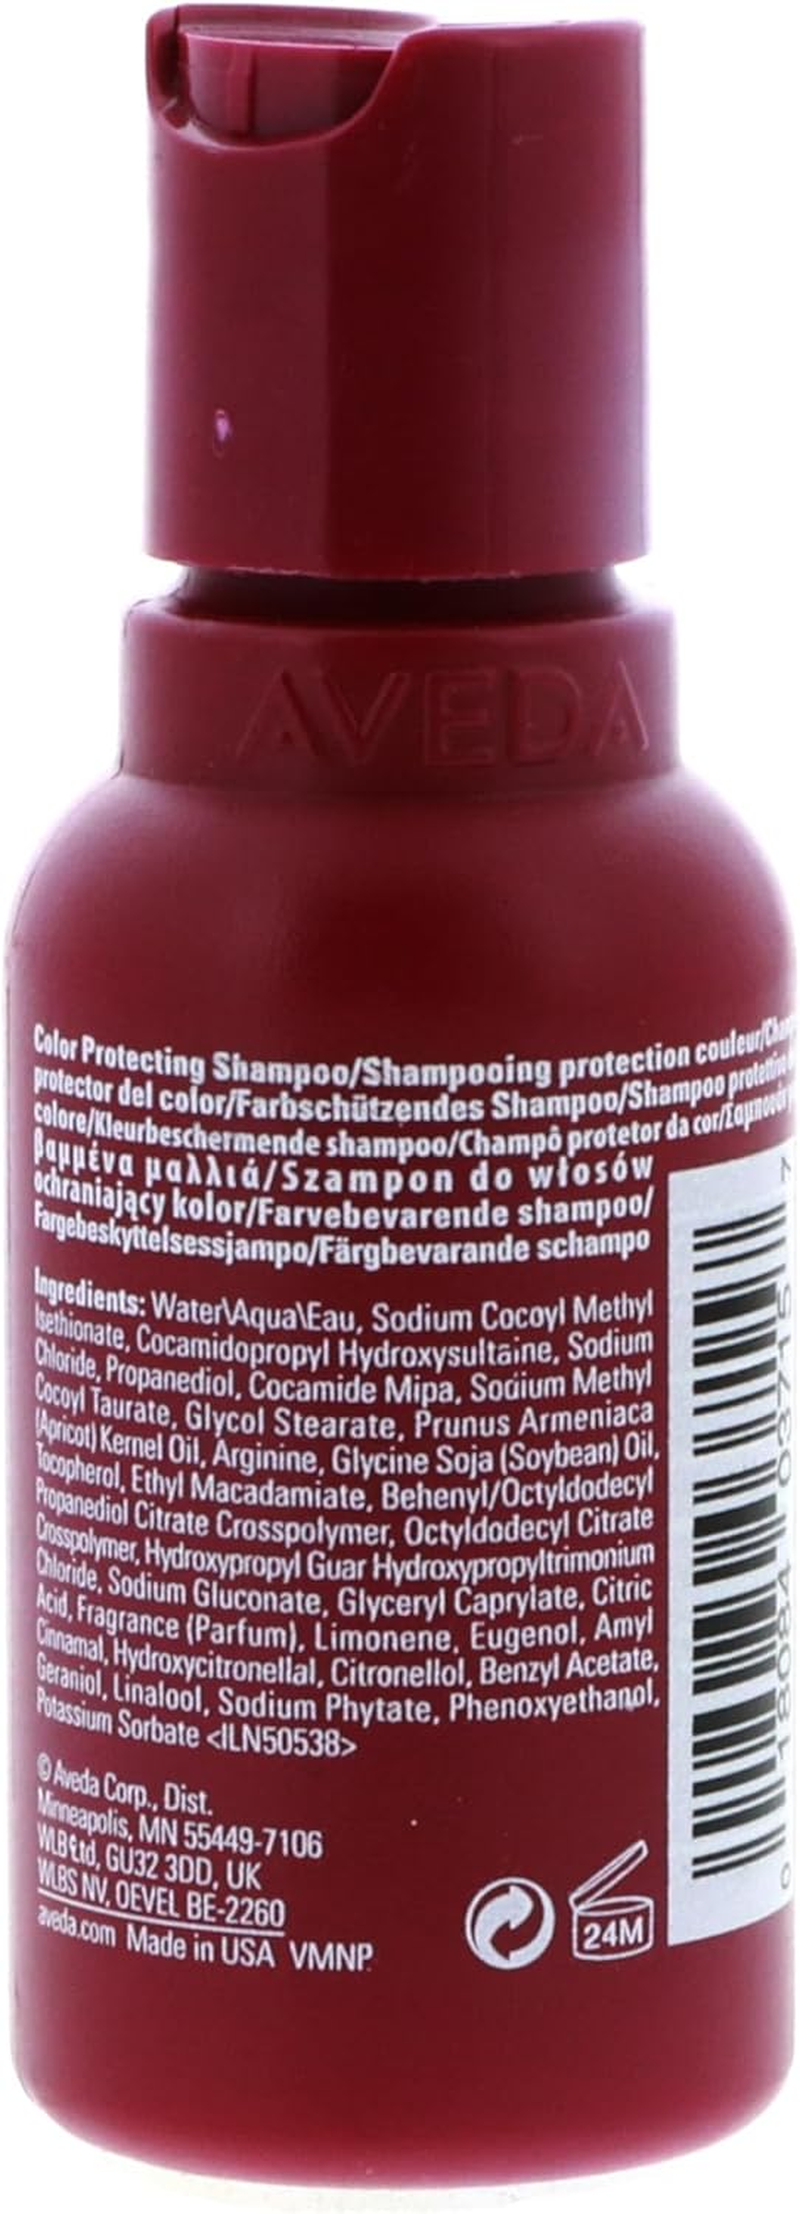 AVEDA
Color Protecting Shampoo/Shampooing protection couleur/
protector del color/Farbschützendes Shampoo/Shampoo
colore/Kleurbeschermende shampoo/Champô protetor da cor/Σαμπουάν
βαμμένα μαλλιά/Szampon do włosów
ochraniający kolor/Farvebevarende shampoo/
Fargebeskyttelsessjampo/Färgbevarande schampo
Ingredients: Water\Aqua\Eau, Sodium Cocoyl Methyl
Isethionate, Cocamidopropyl Hydroxysultaine, Sodium
Chloride, Propanediol, Cocamide Mipa, Sodium Methyl
Cocoyl Taurate, Glycol Stearate, Prunus Armeniaca
(Apricot) Kernel Oil, Arginine, Glycine Soja (Soybean) Oil,
Tocopherol, Ethyl Macadamiate, Behenyl/Octyldodecyl
Propanediol Citrate Crosspolymer, Octyldodecyl Citrate
Crosspolymer, Hydroxypropyl Guar Hydroxypropyltrimonium
Chloride, Sodium Gluconate, Glyceryl Caprylate, Citric
Acid, Fragrance (Parfum), Limonene, Eugenol, Amyl
Cinnamal, Hydroxycitronellal, Citronellol, Benzyl Acetate,
Geraniol, Linalool, Sodium Phytate, Phenoxyethanol,
Potassium Sorbate <ILN50538>
© Aveda Corp., Dist.
Minneapolis, MN 55449-7106
WLB Ltd, GU32 3DD, UK
WLBS NV, OEVEL BE-2260
aveda.com Made in USA VMNP
24M
0 18084 03715 7